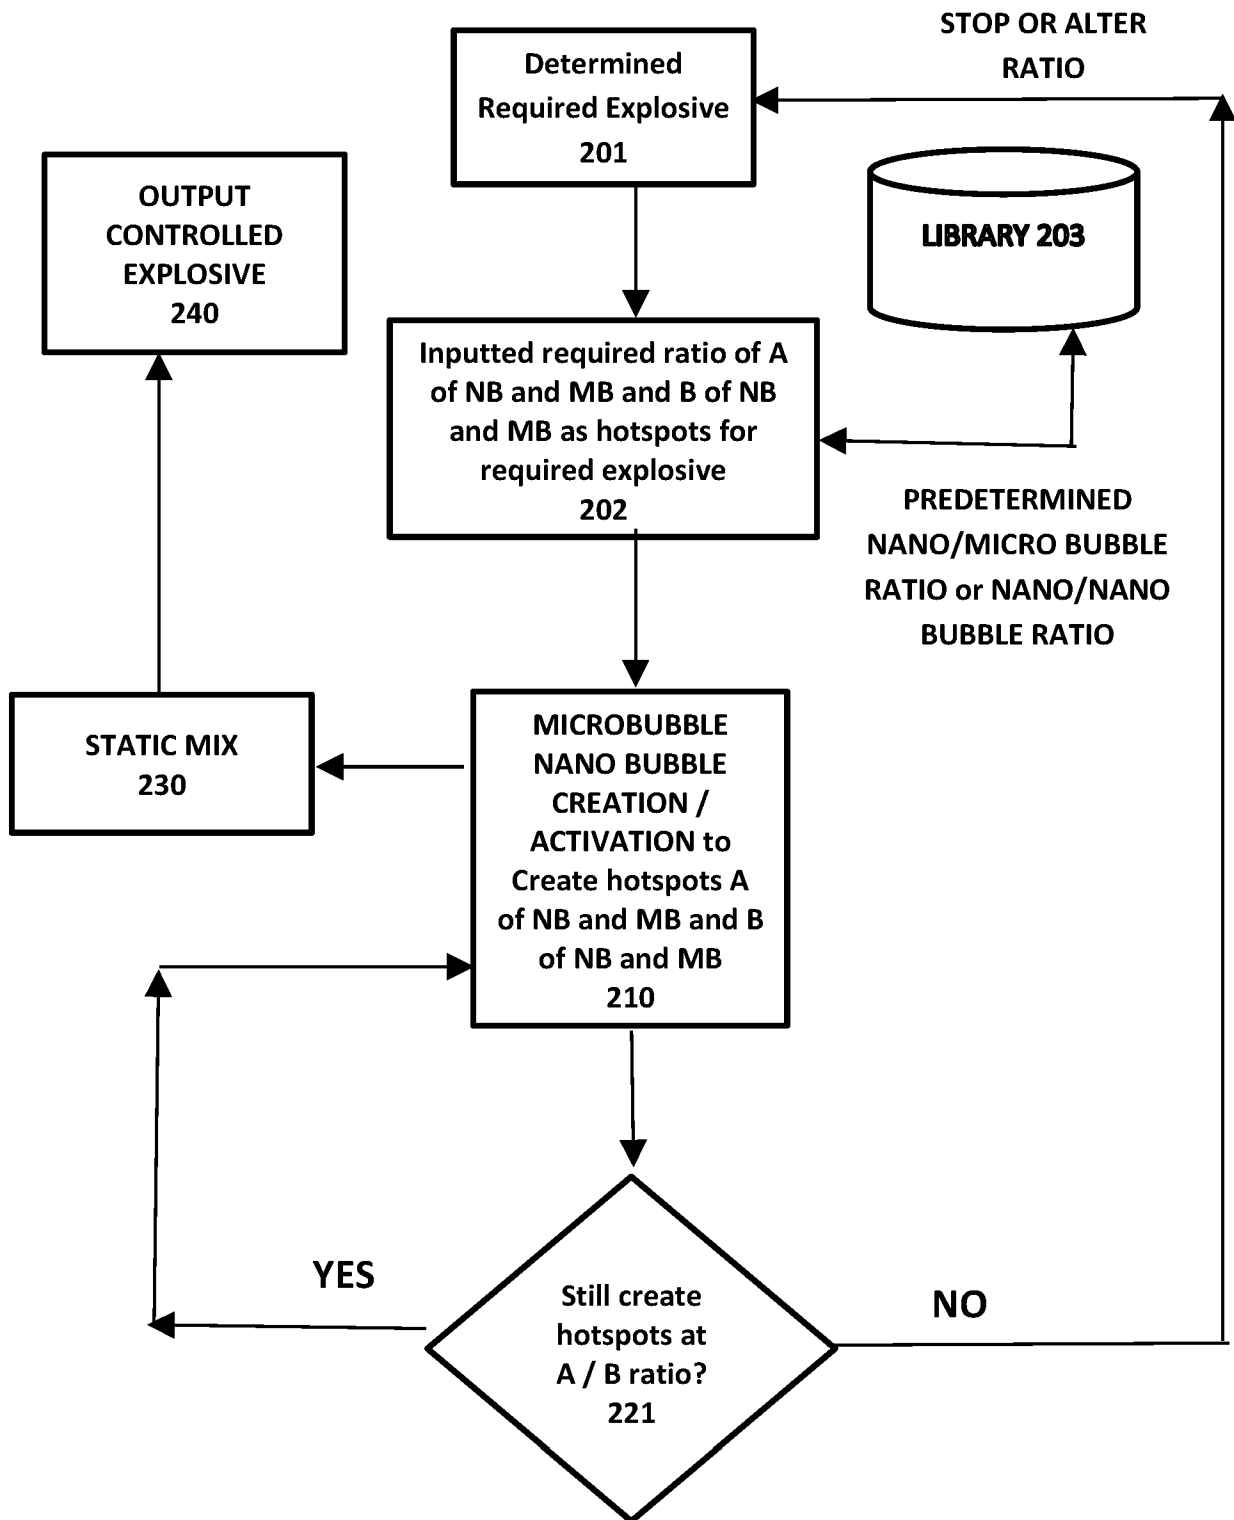 STOP OR ALTER
RATIO
Determined
Required Explosive
201
OUTPUT
CONTROLLED
EXPLOSIVE
240
LIBRARY 203
Inputted required ratio of A
of NB and MB and B of NB
and MB as hotspots for
required explosive
202
PREDETERMINED
NANO/MICRO BUBBLE
RATIO or NANO/NANO
BUBBLE RATIO
STATIC MIX
230
MICROBUBBLE
NANO BUBBLE
CREATION /
ACTIVATION to
Create hotspots A
of NB and MB and B
of NB and MB
210
YES
NO
Still create
hotspots at
A / B ratio?
221